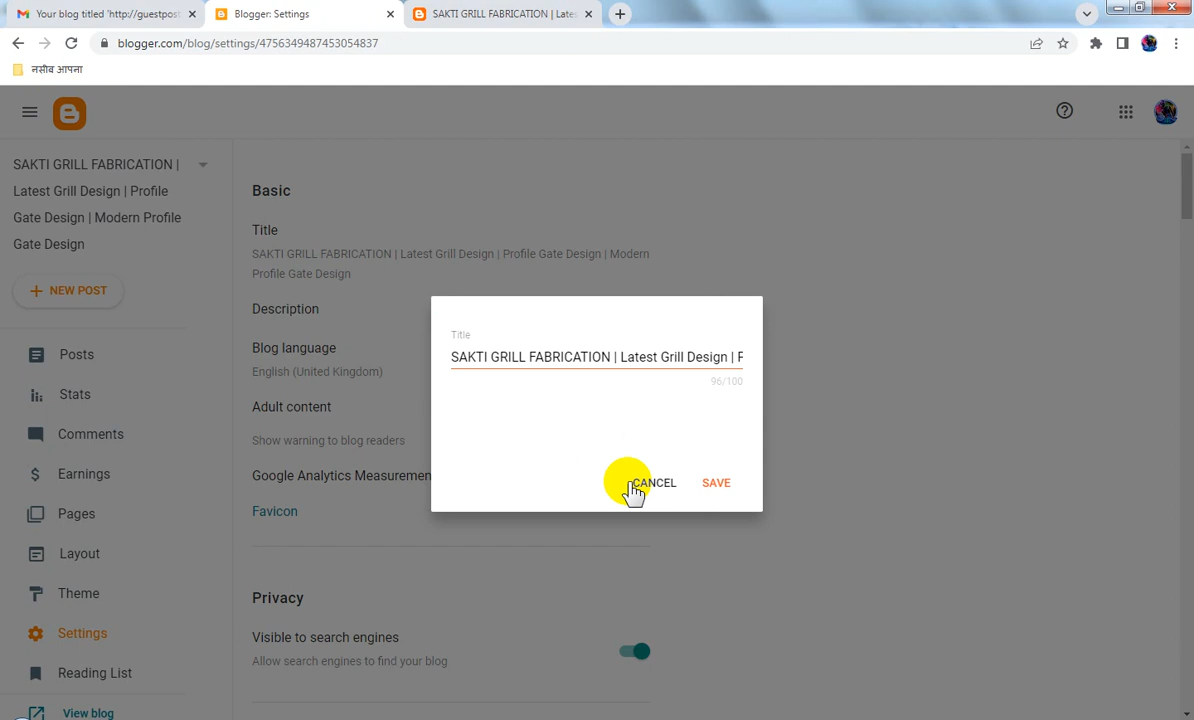 Your blog titled 'http://guestpost
Blogger: Settings
SAKTI GRILL FABRICATION | Lates
blogger.com/blog/settings/4756349487453054837
नसीब आपना
SAKTI GRILL FABRICATION |
Latest Grill Design | Profile
Gate Design | Modern Profile
Gate Design
NEW POST
Posts
Stats
Comments
Earnings
Pages
Layout
Theme
Settings
Reading List
View blog
Basic
Title
SAKTI GRILL FABRICATION | Latest Grill Design | Profile Gate Design | Modern
Profile Gate Design
Description
Blog language
English (United Kingdom)
Adult content
Show warning to blog readers
Google Analytics Measuremen
Favicon
Privacy
Visible to search engines
Allow search engines to find your blog
Title
SAKTI GRILL FABRICATION | Latest Grill Design | P
96/100
CANCEL SAVE